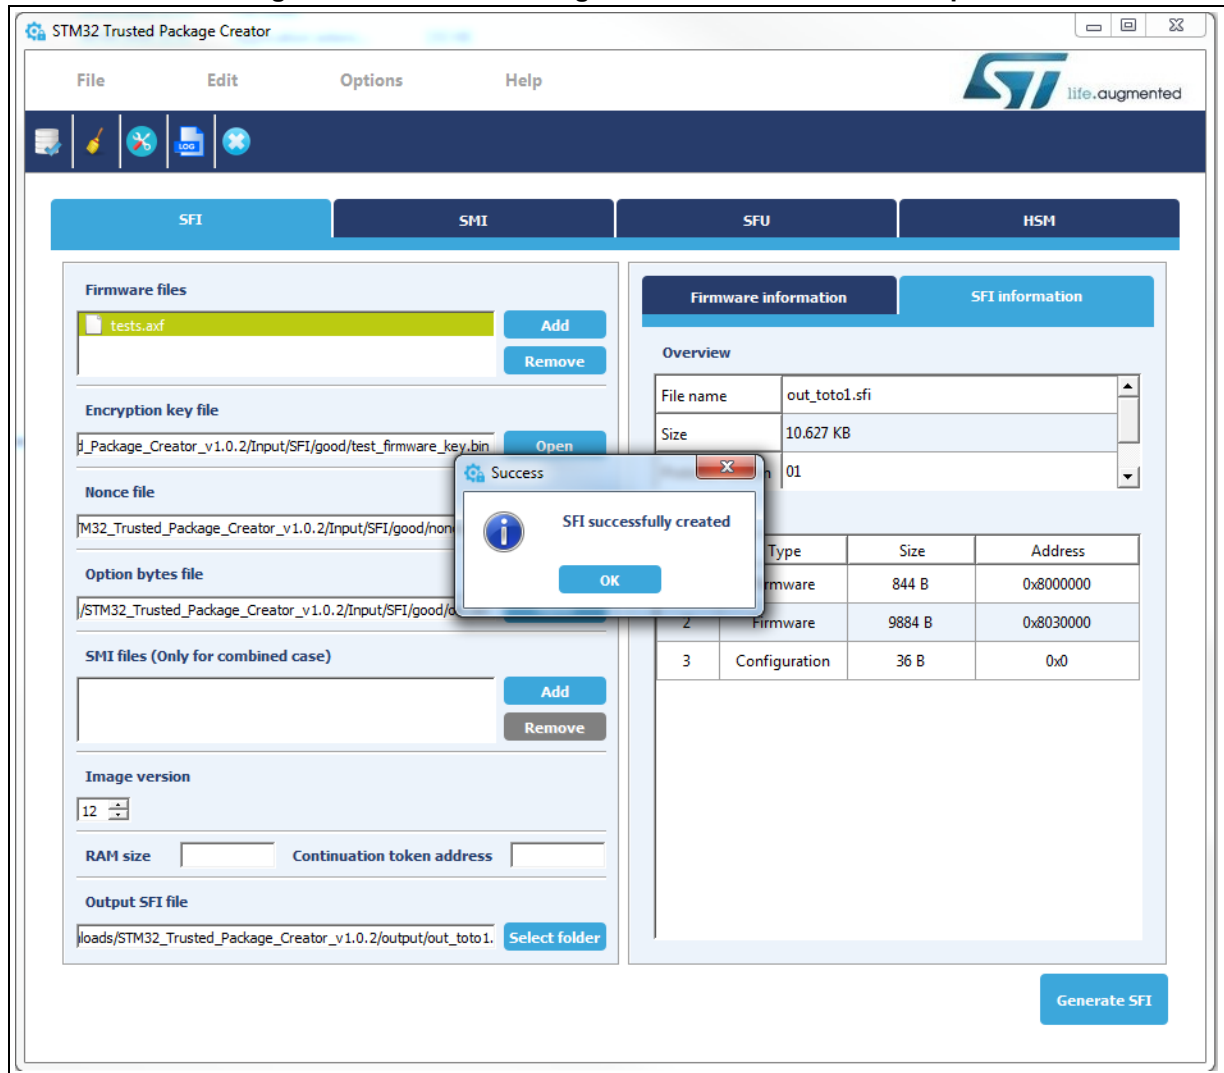 STM32 Trusted Package Creator
File Edit Options Help
life.augmented
LOG
SFI SMI SFU HSM
Firmware files
tests.axf
Add
Remove
Encryption key file
d_Package_Creator_v1.0.2/Input/SFI/good/test_firmware_key.bin Open
Nonce file
TM32_Trusted_Package_Creator_v1.0.2/Input/SFI/good/non
Option bytes file
/STM32_Trusted_Package_Creator_v1.0.2/Input/SFI/good/o
SMI files (Only for combined case)
Add
Remove
Image version
12
RAM size Continuation token address
Output SFI file
loads/STM32_Trusted_Package_Creator_v1.0.2/output/out_toto1. Select folder
Firmware information SFI information
Overview
File name out_toto1.sfi
Size 10.627 KB
n 01
Type Size Address
rmware 844 B 0x8000000
2 Firmware 9884 B 0x8030000
3 Configuration 36 B 0x0
Success
SFI successfully created
OK
Generate SFI